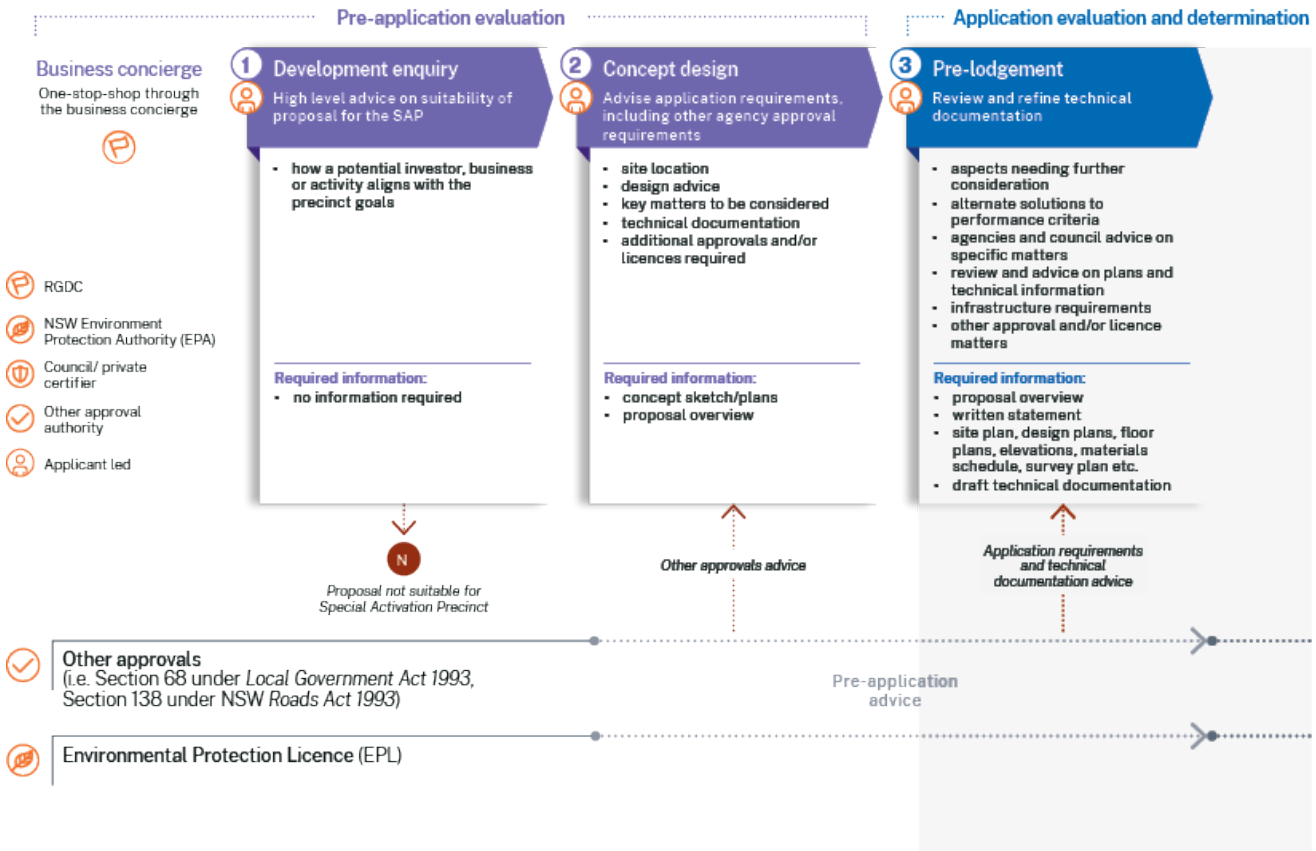 Pre-application evaluation
Application evaluation and determination
Business concierge
One-stop-shop through
the business concierge
1
Development enquiry
High level advice on suitability of
proposal for the SAP
• how a potential investor, business
or activity aligns with the
precinct goals
Required information:
• no information required
N
Proposal not suitable for
Special Activation Precinct
2
Concept design
Advise application requirements,
including other agency approval
requirements
• site location
• design advice
• key matters to be considered
• technical documentation
• additional approvals and/or
licences required
Required information:
• concept sketch/plans
• proposal overview
Other approvals advice
3
Pre-lodgement
Review and refine technical
documentation
• aspects needing further
consideration
• alternate solutions to
performance criteria
• agencies and council advice on
specific matters
• review and advice on plans and
technical information
• infrastructure requirements
• other approval and/or licence
matters
Required information:
• proposal overview
• written statement
• site plan, design plans, floor
plans, elevations, materials
schedule, survey plan etc.
• draft technical documentation
Application requirements
and technical
documentation advice
RGDC
NSW Environment
Protection Authority (EPA)
Council/ private
certifier
Other approval
authority
Applicant led
Other approvals
(i.e. Section 68 under Local Government Act 1993,
Section 138 under NSW Roads Act 1993)
Pre-application
advice
Environmental Protection Licence (EPL)